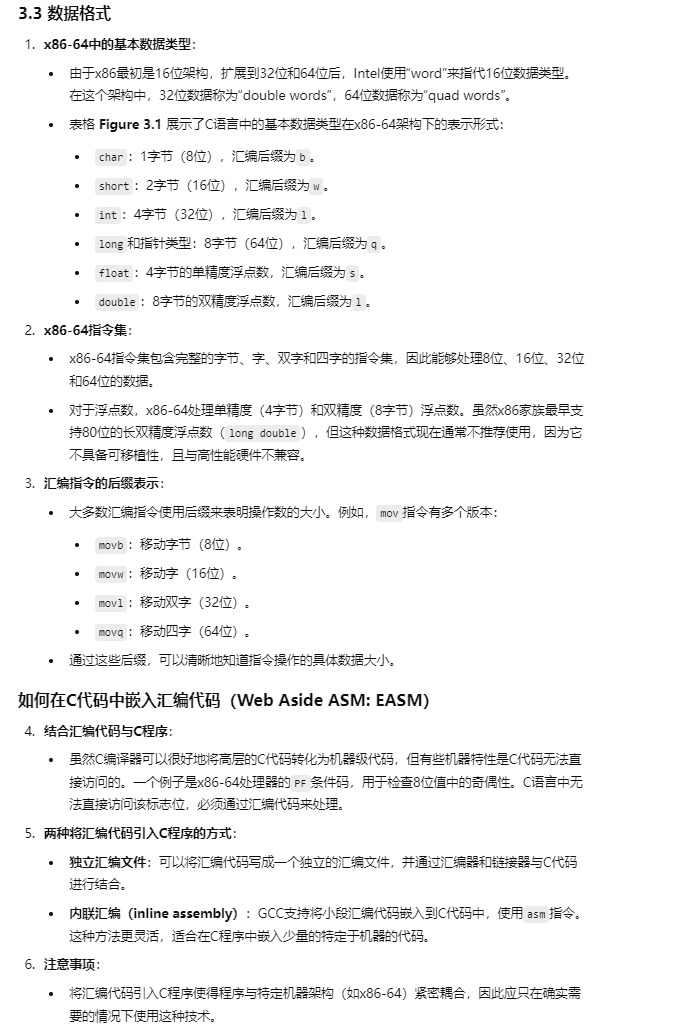 3.3 数据格式
1. x86-64中的基本数据类型：
• 由于x86最初是16位架构，扩展到32位和64位后，Intel使用“word”来指代16位数据类型。
在这个架构中，32位数据称为“double words”，64位数据称为“quad words”。
• 表格 Figure 3.1 展示了C语言中的基本数据类型在x86-64架构下的表示形式：
• char：1字节（8位），汇编后缀为 b。
• short：2字节（16位），汇编后缀为 w。
• int：4字节（32位），汇编后缀为 l。
• long 和指针类型：8字节（64位），汇编后缀为 q。
• float：4字节的单精度浮点数，汇编后缀为 s。
• double：8字节的双精度浮点数，汇编后缀为 l。
2. x86-64指令集：
• x86-64指令集包含完整的字节、字、双字和四字的指令集，因此能够处理8位、16位、32位
和64位的数据。
• 对于浮点数，x86-64处理单精度（4字节）和双精度（8字节）浮点数。虽然x86家族最早支
持80位的长双精度浮点数（long double），但这种数据格式现在通常不推荐使用，因为它
不具备可移植性，且与高性能硬件不兼容。
3. 汇编指令的后缀表示：
• 大多数汇编指令使用后缀来表明操作数的大小。例如，mov 指令有多个版本：
• movb：移动字节（8位）。
• movw：移动字（16位）。
• movl：移动双字（32位）。
• movq：移动四字（64位）。
• 通过这些后缀，可以清晰地知道指令操作的具体数据大小。
如何在C代码中嵌入汇编代码（Web Aside ASM: EASM）
4. 结合汇编代码与C程序：
• 虽然C编译器可以很好地将高层的C代码转化为机器级代码，但有些机器特性是C代码无法直
接访问的。一个例子是x86-64处理器的 PF 条件码，用于检查8位值中的奇偶性。C语言中无
法直接访问该标志位，必须通过汇编代码来处理。
5. 两种将汇编代码引入C程序的方式：
• 独立汇编文件：可以将汇编代码写成一个独立的汇编文件，并通过汇编器和链接器与C代码
进行结合。
• 内联汇编（inline assembly）：GCC支持将小段汇编代码嵌入到C代码中，使用 asm 指令。
这种方法更灵活，适合在C程序中嵌入少量的特定于机器的代码。
6. 注意事项：
• 将汇编代码引入C程序使得程序与特定机器架构（如x86-64）紧密耦合，因此应只在确实需
要的情况下使用这种技术。